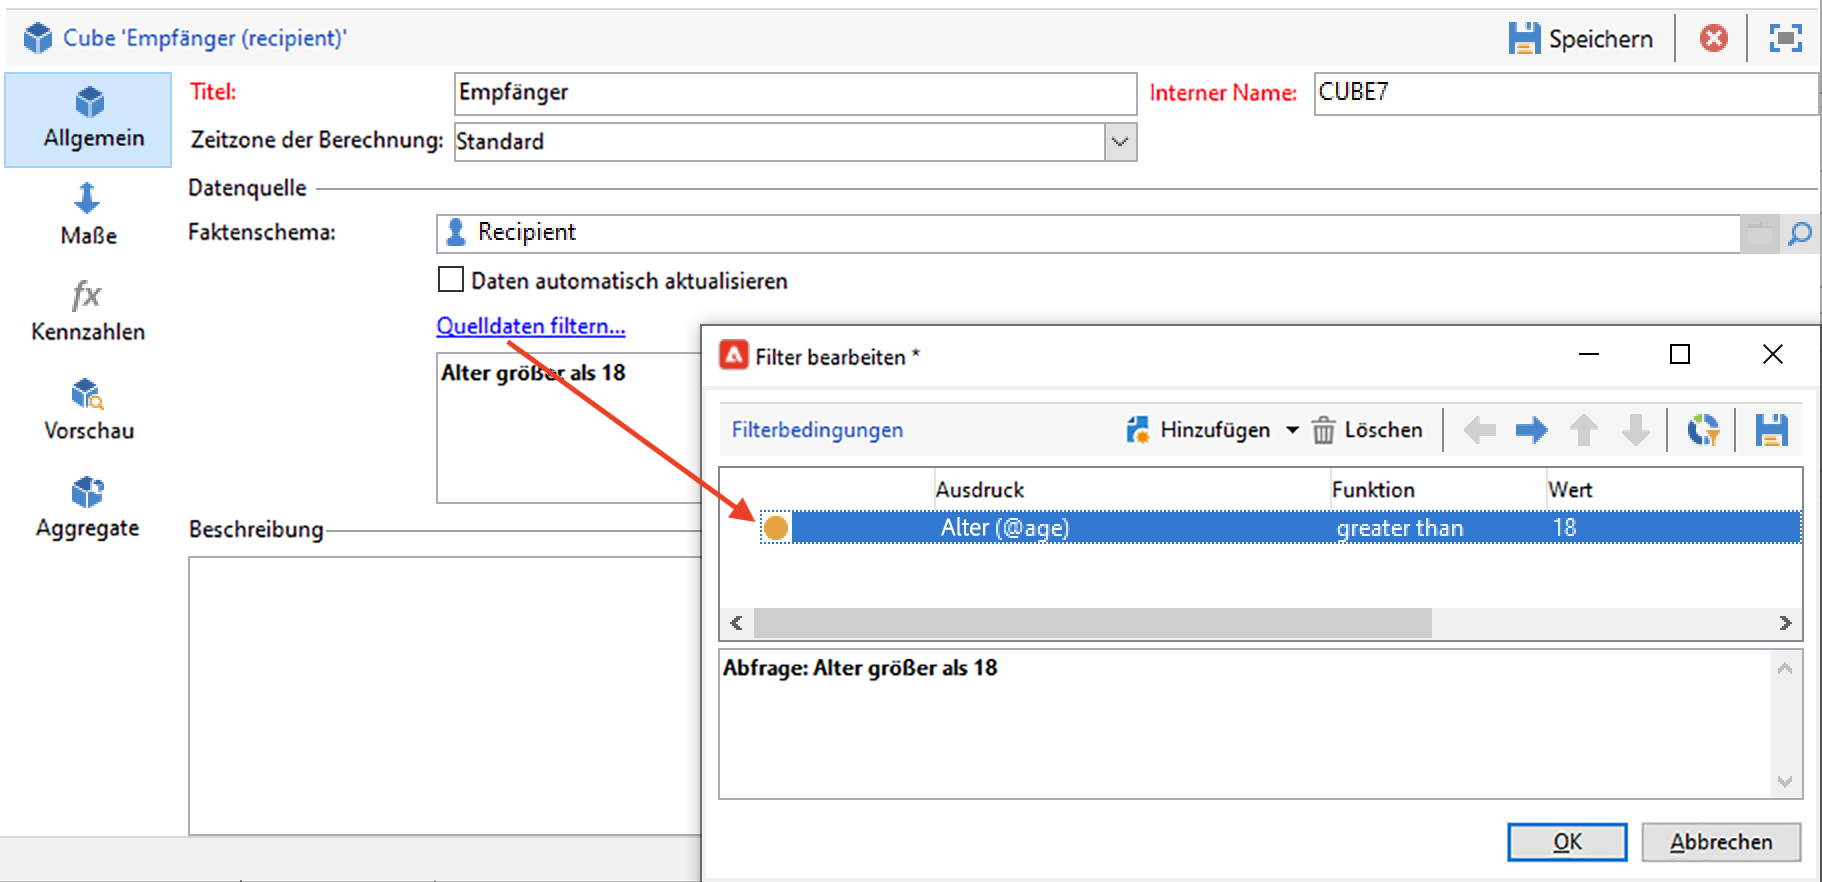 Cube 'Empfänger (recipient)'
Speichern
Allgemein
Maße
fx
Kennzahlen
Vorschau
Aggregate
Titel: Empfänger Interner Name: CUBE7
Zeitzone der Berechnung: Standard
Datenquelle
Faktenschema: Recipient
Daten automatisch aktualisieren
Quelldaten filtern...
Alter größer als 18
Beschreibung
Filter bearbeiten *
Filterbedingungen Hinzufügen Löschen
Ausdruck Funktion Wert
Alter (@age) greater than 18
Abfrage: Alter größer als 18
OK Abbrechen